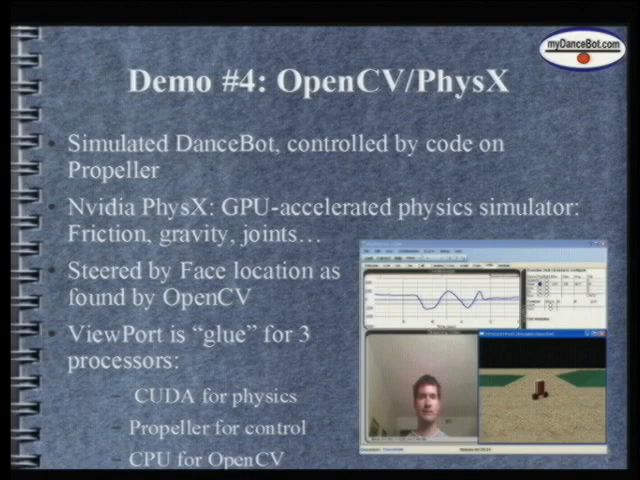 myDanceBot.com
Demo #4: OpenCV/PhysX
Simulated DanceBot, controlled by code on
Propeller
Nvidia PhysX: GPU-accelerated physics simulator:
Friction, gravity, joints…
Steered by Face location as
found by OpenCV
ViewPort is “glue” for 3
processors:
– CUDA for physics
– Propeller for control
– CPU for OpenCV